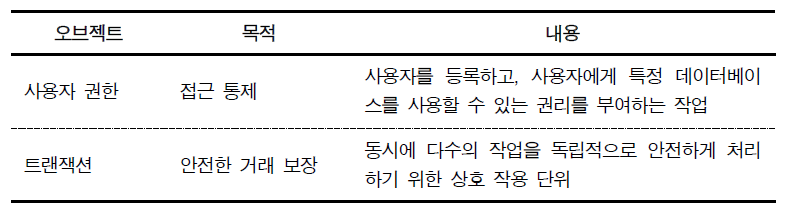 오브젝트 목적 내용
사용자 권한 접근 통제 사용자를 등록하고, 사용자에게 특정 데이터베이
스를 사용할 수 있는 권리를 부여하는 작업
트랜잭션 안전한 거래 보장 동시에 다수의 작업을 독립적으로 안전하게 처리
하기 위한 상호 작용 단위